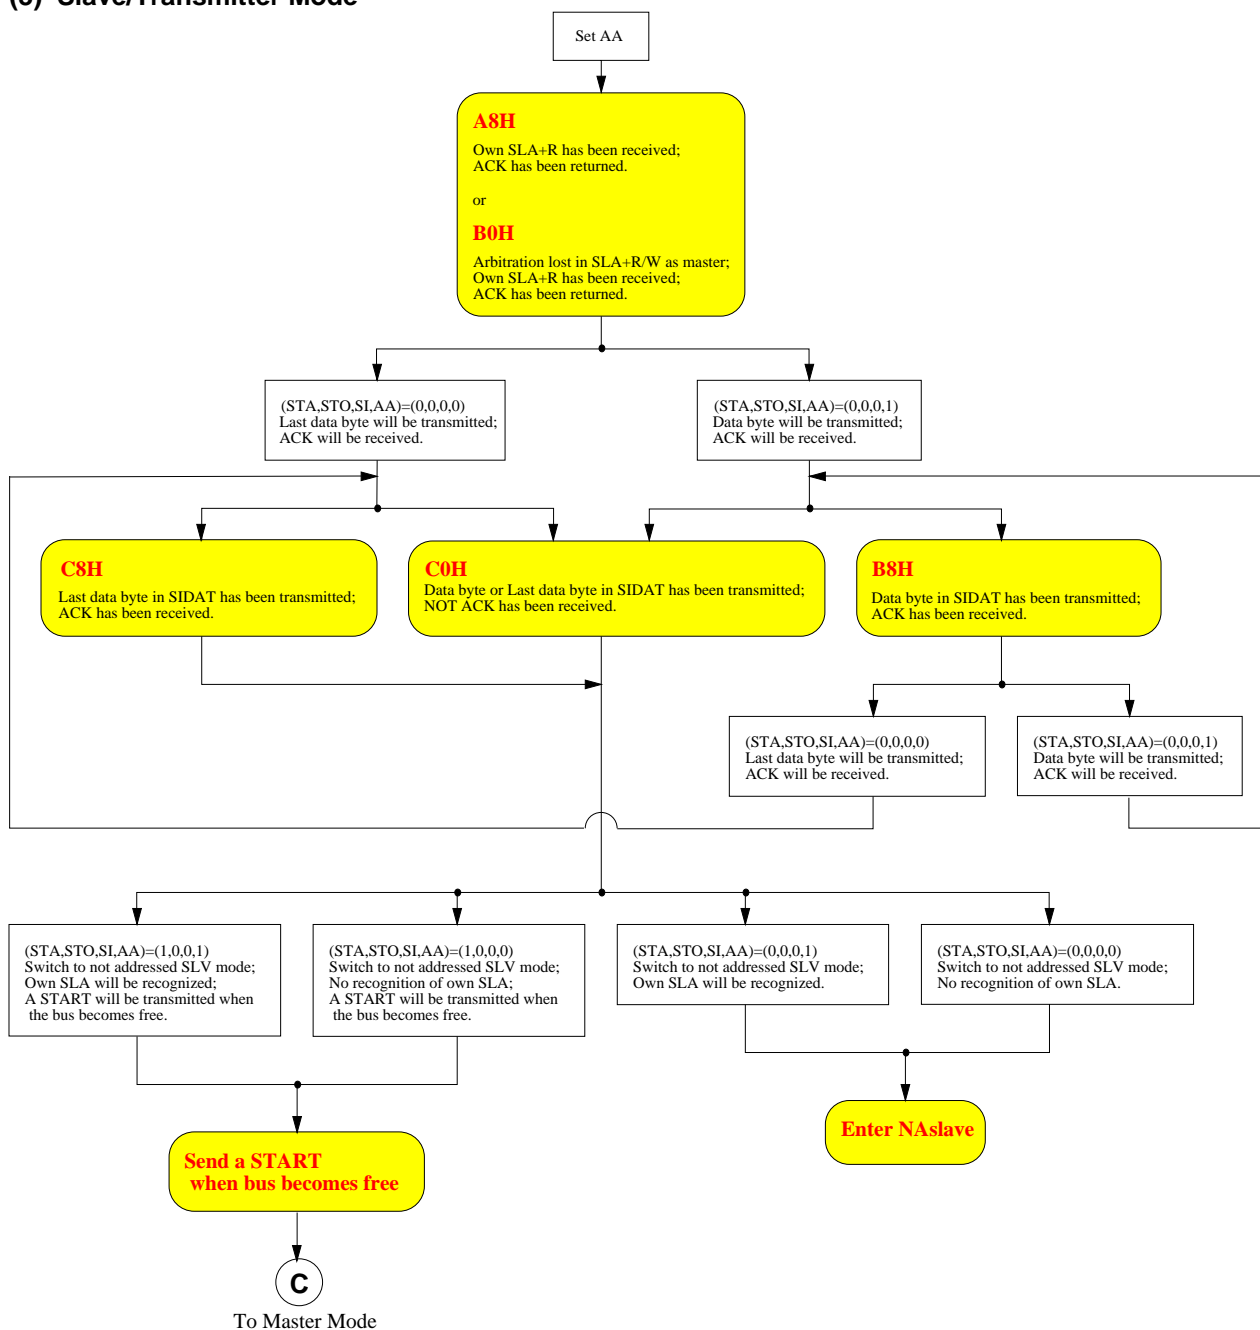 Slave/Transmitter Mode
Set AA
A8H
Own SLA+R has been received;
ACK has been returned.
or
B0H
Arbitration lost in SLA+R/W as master;
Own SLA+R has been received;
ACK has been returned.
(STA,STO,SI,AA)=(0,0,0,0)
Last data byte will be transmitted;
ACK will be received.
(STA,STO,SI,AA)=(0,0,0,1)
Data byte will be transmitted;
ACK will be received.
C8H
Last data byte in SIDAT has been transmitted;
ACK has been received.
C0H
Data byte or Last data byte in SIDAT has been transmitted;
NOT ACK has been received.
B8H
Data byte in SIDAT has been transmitted;
ACK has been received.
(STA,STO,SI,AA)=(0,0,0,0)
Last data byte will be transmitted;
ACK will be received.
(STA,STO,SI,AA)=(0,0,0,1)
Data byte will be transmitted;
ACK will be received.
(STA,STO,SI,AA)=(1,0,0,1)
Switch to not addressed SLV mode;
Own SLA will be recognized;
A START will be transmitted when
the bus becomes free.
(STA,STO,SI,AA)=(1,0,0,0)
Switch to not addressed SLV mode;
No recognition of own SLA;
A START will be transmitted when
the bus becomes free.
(STA,STO,SI,AA)=(0,0,0,1)
Switch to not addressed SLV mode;
Own SLA will be recognized.
(STA,STO,SI,AA)=(0,0,0,0)
Switch to not addressed SLV mode;
No recognition of own SLA.
Send a START
when bus becomes free
Enter NAslave
C
To Master Mode